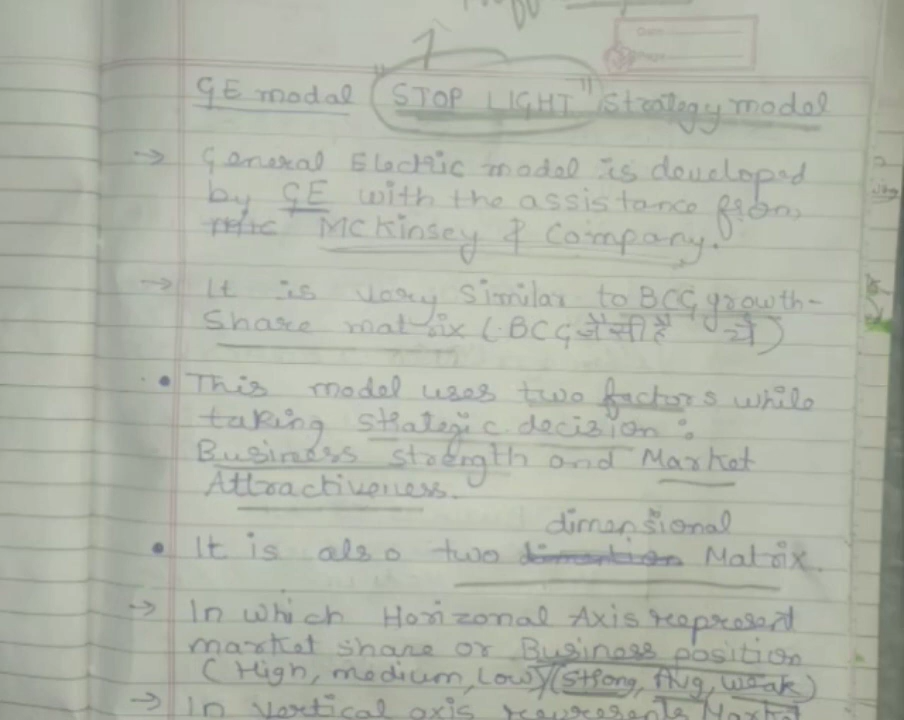 GE modal "STOP LIGHT" Strategy model
→ General Electric model is developed
by GE with the assistance from
McKinsey & Company.
→ It is very Similar to BCG growth-
Share matrix (BCG जैसी है ये)
• This model uses two factors while
taking strategic decision :
Business strength and Market
Attractiveness.
dimensional
• It is also two dimention Matrix.
→ In which Horizonal Axis represent
market share or Business position
(High, medium, Low) (strong, Avg, weak)
→ In vertical axis represents Market